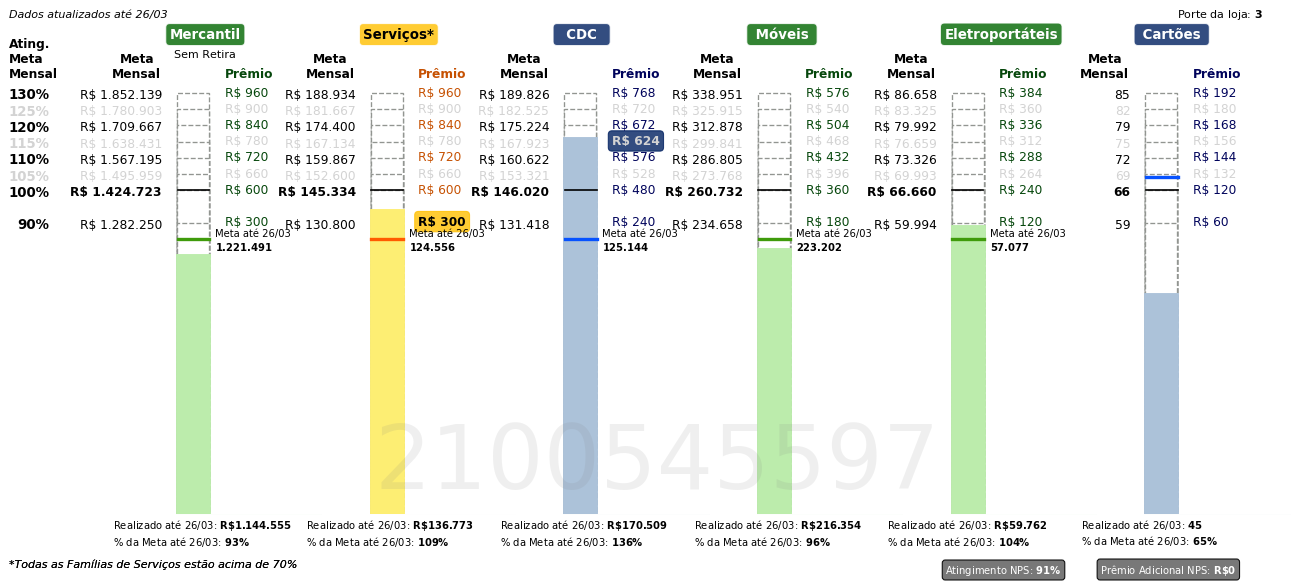 Dados atualizados até 26/03
Porte da loja: 3
Mercantil Serviços* CDC Móveis Eletroportáteis Cartões
Sem Retira
Ating. Meta Mensal
Meta Mensal Prêmio Meta Mensal Prêmio Meta Mensal Prêmio Meta Mensal Prêmio Meta Mensal Prêmio Meta Mensal Prêmio
130% R$ 1.852.139 R$ 960 R$ 188.934 R$ 960 R$ 189.826 R$ 768 R$ 338.951 R$ 576 R$ 86.658 R$ 384 85 R$ 192
125% R$ 1.780.903 R$ 900 R$ 181.667 R$ 900 R$ 182.525 R$ 720 R$ 325.915 R$ 540 R$ 83.325 R$ 360 82 R$ 180
120% R$ 1.709.667 R$ 840 R$ 174.400 R$ 840 R$ 175.224 R$ 672 R$ 312.878 R$ 504 R$ 79.992 R$ 336 79 R$ 168
115% R$ 1.638.431 R$ 780 R$ 167.134 R$ 780 R$ 167.923 R$ 624 R$ 299.841 R$ 468 R$ 76.659 R$ 312 75 R$ 156
110% R$ 1.567.195 R$ 720 R$ 159.867 R$ 720 R$ 160.622 R$ 576 R$ 286.805 R$ 432 R$ 73.326 R$ 288 72 R$ 144
105% R$ 1.495.959 R$ 660 R$ 152.600 R$ 660 R$ 153.321 R$ 528 R$ 273.768 R$ 396 R$ 69.993 R$ 264 69 R$ 132
100% R$ 1.424.723 R$ 600 R$ 145.334 R$ 600 R$ 146.020 R$ 480 R$ 260.732 R$ 360 R$ 66.660 R$ 240 66 R$ 120
90% R$ 1.282.250 R$ 300 R$ 130.800 R$ 300 R$ 131.418 R$ 240 R$ 234.658 R$ 180 R$ 59.994 R$ 120 59 R$ 60
Meta até 26/03 Meta até 26/03 Meta até 26/03 Meta até 26/03 Meta até 26/03
1.221.491 124.556 125.144 223.202 57.077
2100545597
Realizado até 26/03: R$1.144.555 Realizado até 26/03: R$136.773 Realizado até 26/03: R$170.509 Realizado até 26/03: R$216.354 Realizado até 26/03: R$59.762 Realizado até 26/03: 45
% da Meta até 26/03: 93% % da Meta até 26/03: 109% % da Meta até 26/03: 136% % da Meta até 26/03: 96% % da Meta até 26/03: 104% % da Meta até 26/03: 65%
*Todas as Famílias de Serviços estão acima de 70%
Atingimento NPS: 91% Prêmio Adicional NPS: R$0